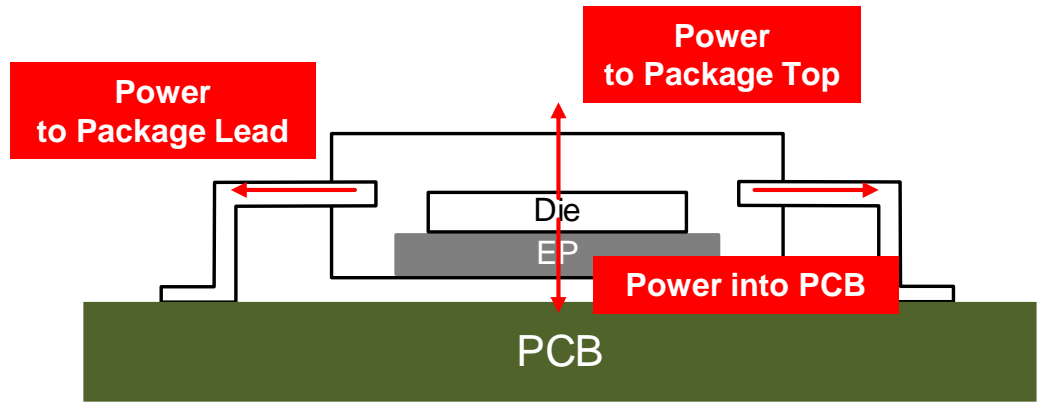 Power
to Package Top
Power
to Package Lead
Die
EP
Power into PCB
PCB